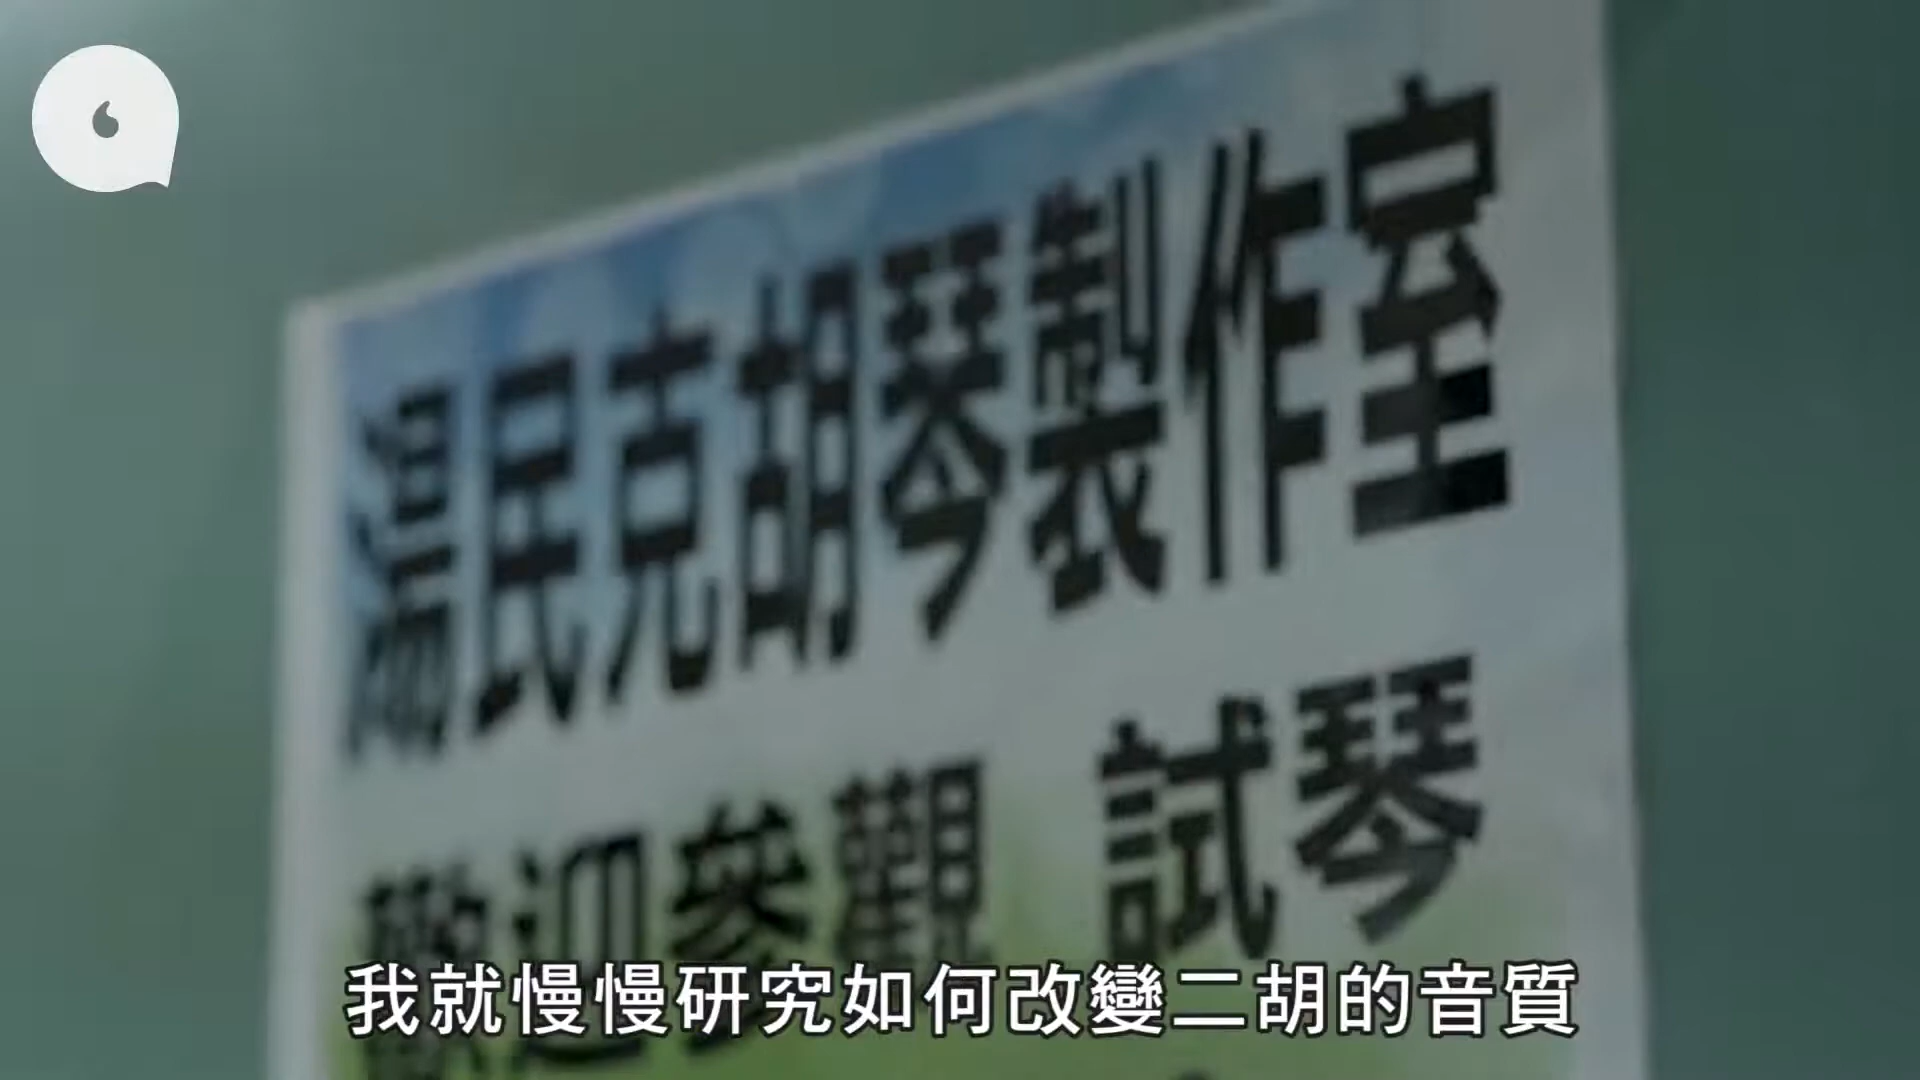 湯民克胡琴製作室
歡迎參觀 試琴
我就慢慢研究如何改變二胡的音質